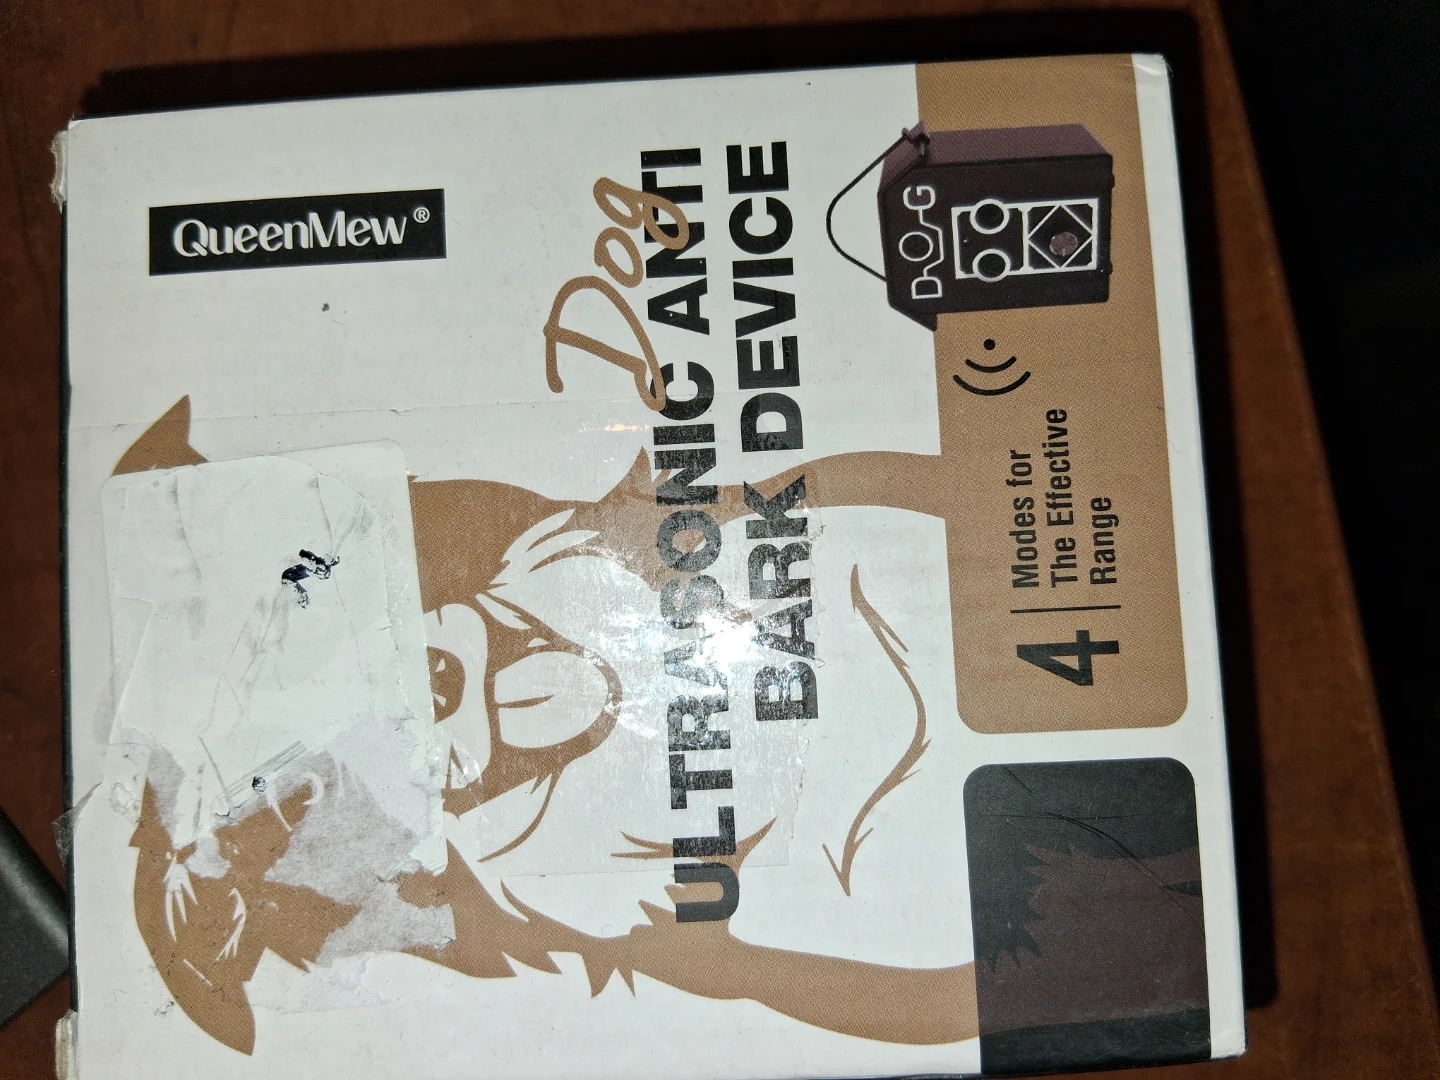 QueenMew®
Dog
ULTRASONIC ANTI
BARK DEVICE
D O G
4
Modes for
The Effective
Range